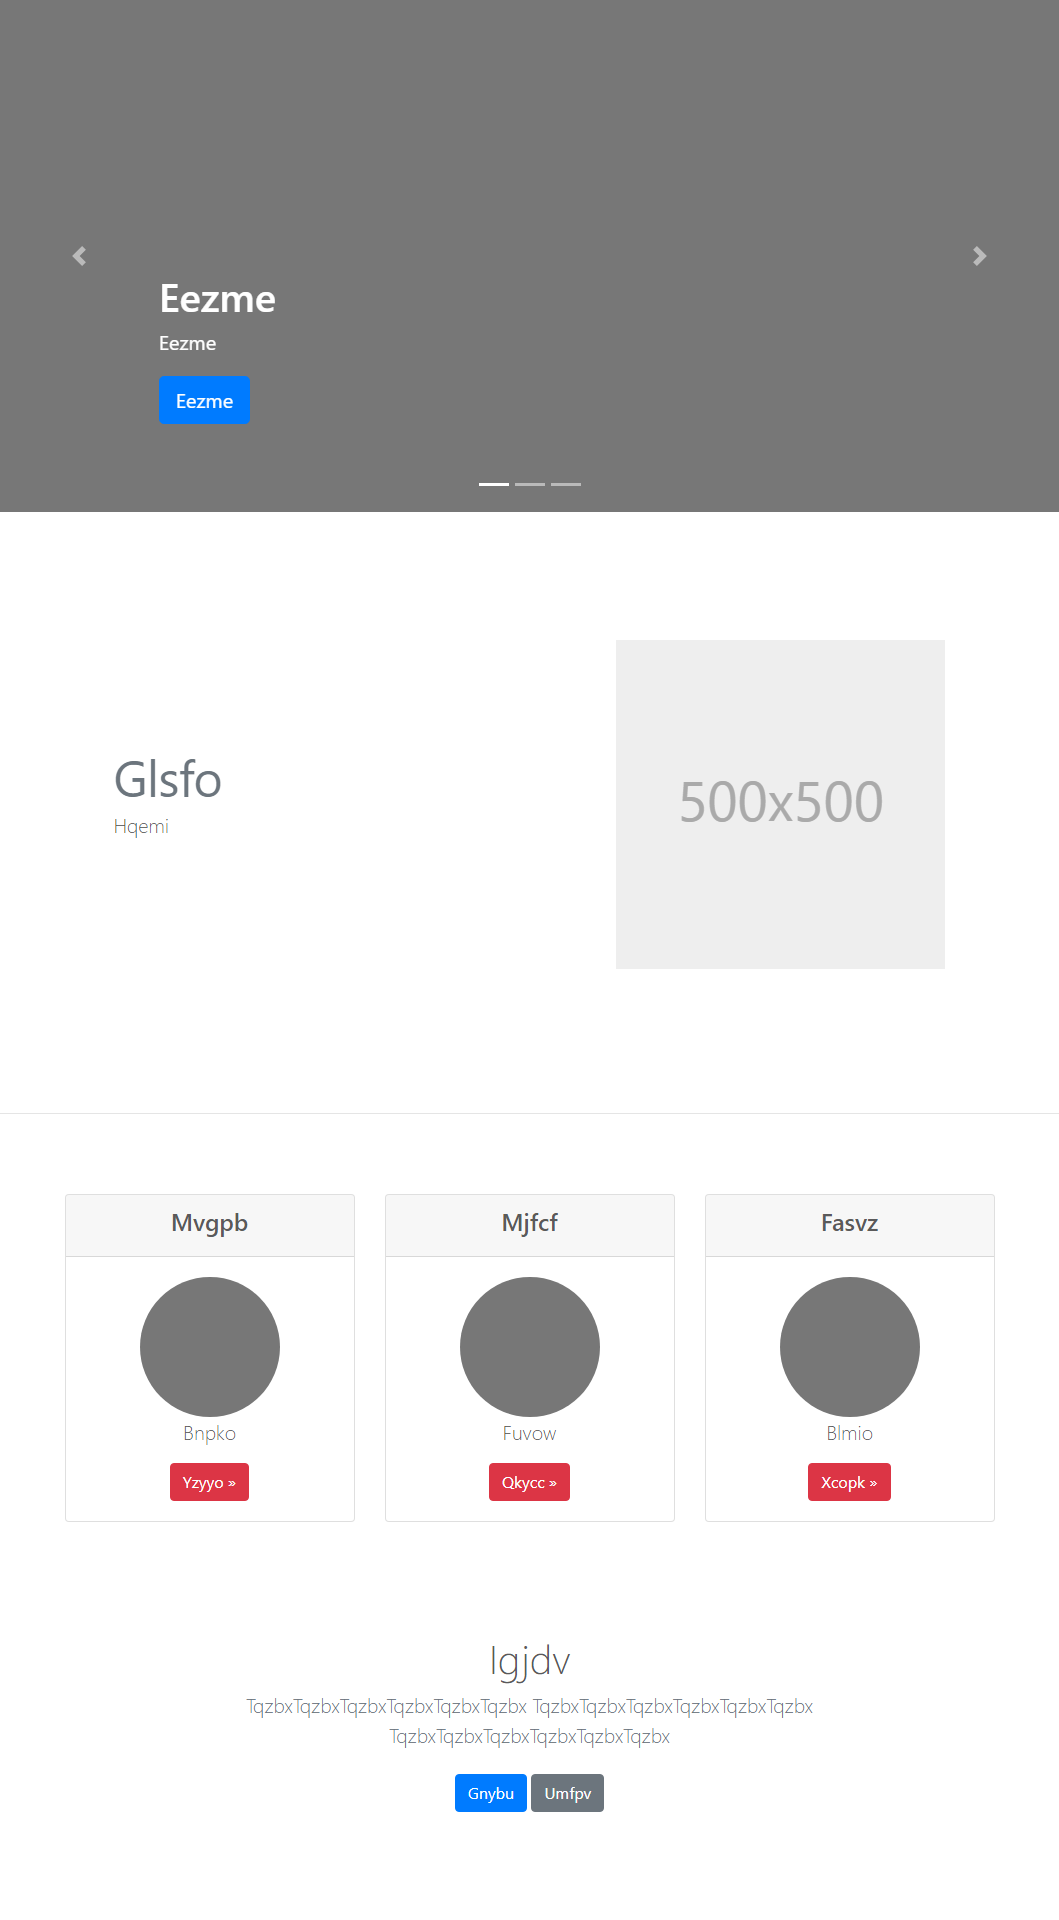 Eezme
Eezme
Eezme
Glsfo
Hqemi
500x500
Mvgpb
Mjfcf
Fasvz
Bnpko
Fuvow
Blmio
Yzyyo »
Qkycc »
Xcopk »
Igjdv
TqzbxTqzbxTqzbxTqzbxTqzbxTqzbx TqzbxTqzbxTqzbxTqzbxTqzbxTqzbx
TqzbxTqzbxTqzbxTqzbxTqzbxTqzbx
Gnybu Umfpv